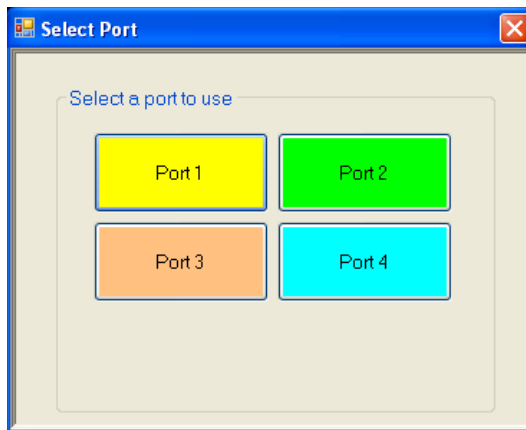 Select Port
Select a port to use
Port 1
Port 2
Port 3
Port 4